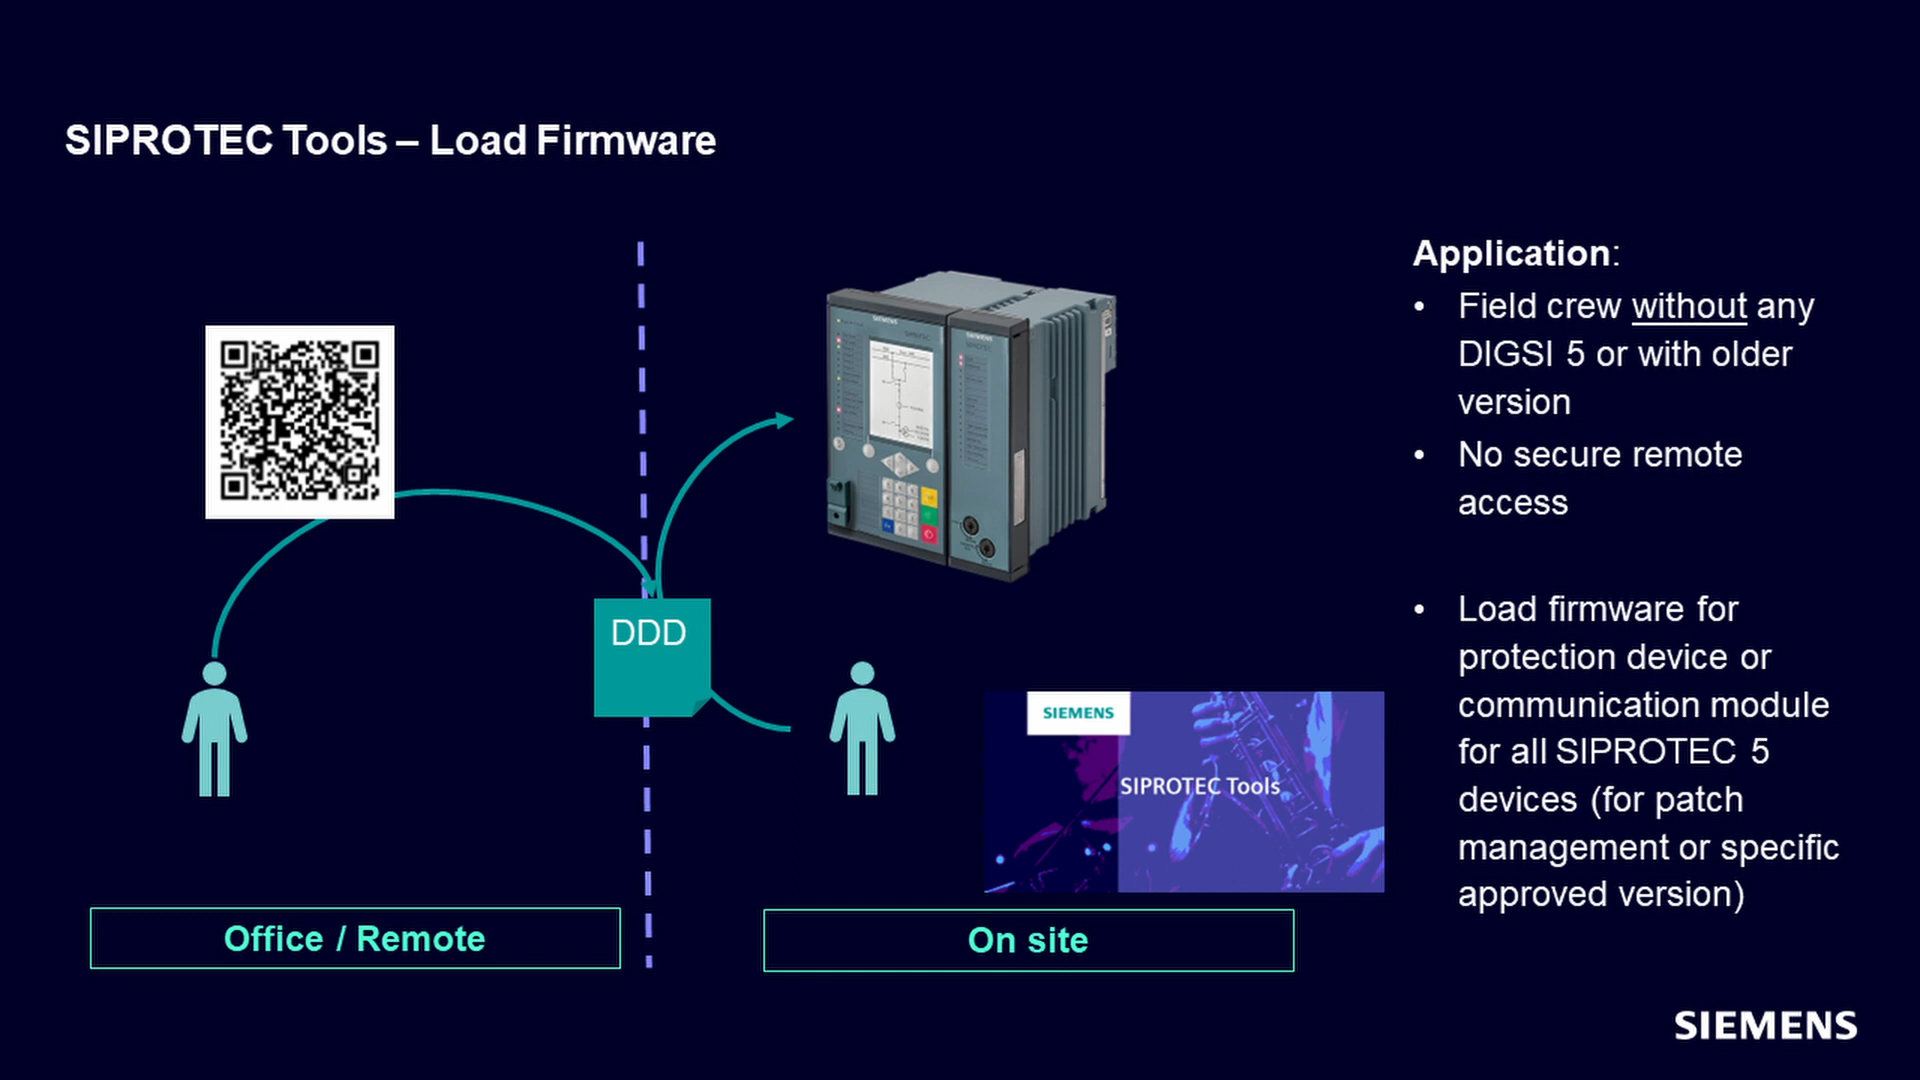 SIPROTEC Tools – Load Firmware
Application:
• Field crew without any
DIGSI 5 or with older
version
• No secure remote
access
• Load firmware for
protection device or
communication module
for all SIPROTEC 5
devices (for patch
management or specific
approved version)
SIEMENS
SIEMENS
DDD
SIEMENS
SIPROTEC Tools
Office / Remote
On site
SIEMENS